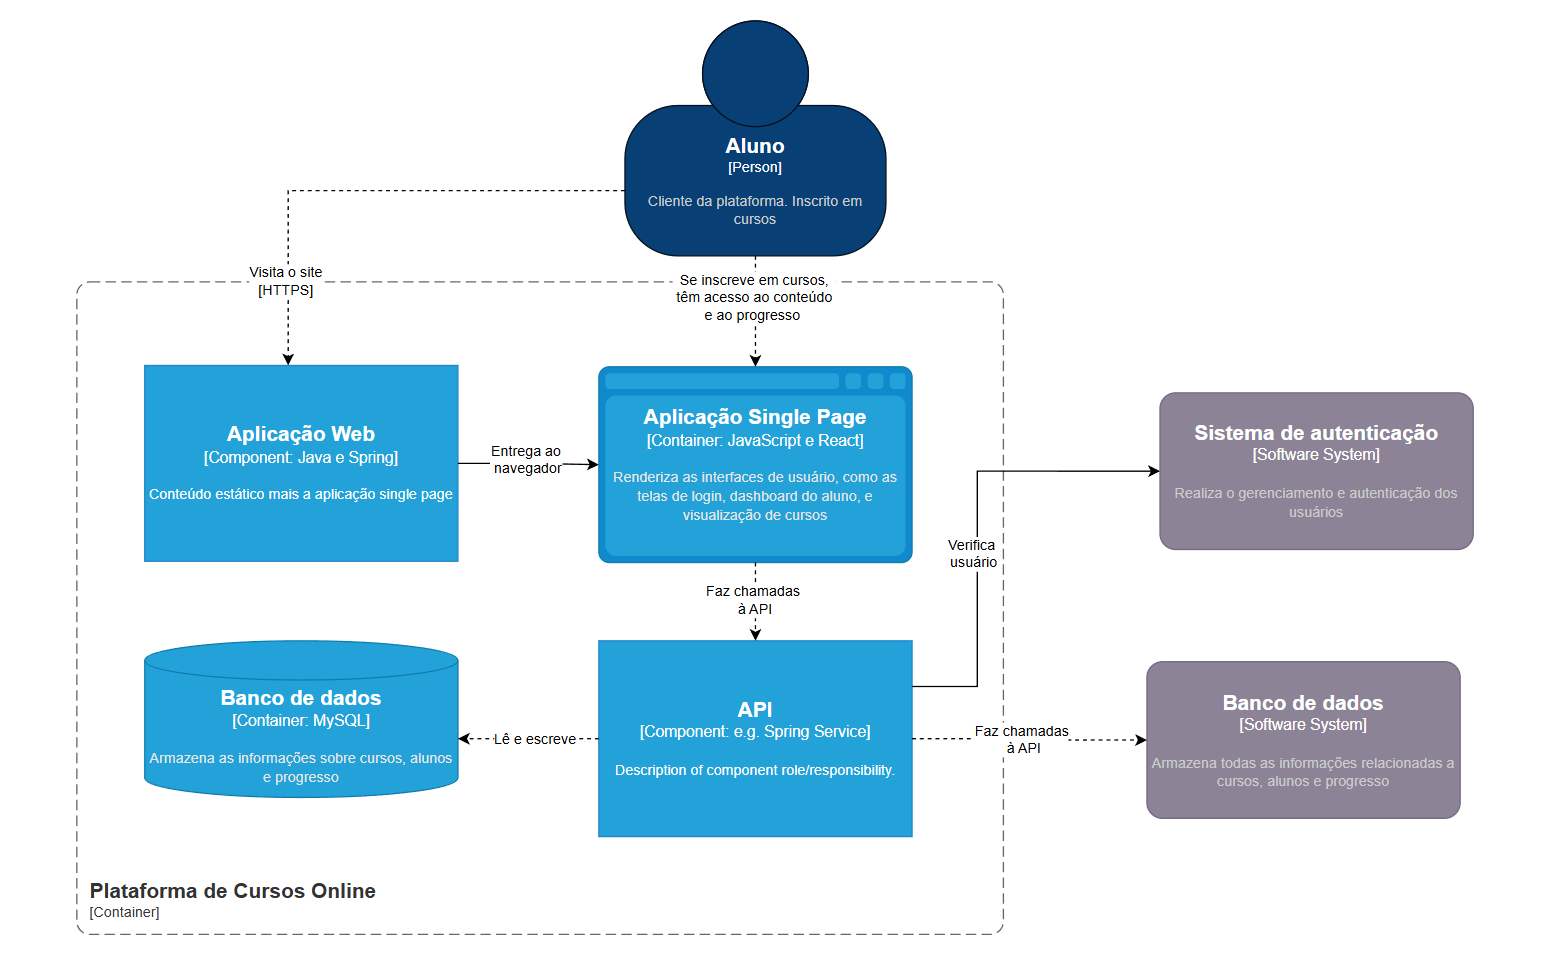 Aluno
[Person]
Cliente da plataforma. Inscrito em
cursos
Visita o site
[HTTPS]
Se inscreve em cursos,
têm acesso ao conteúdo
e ao progresso
Aplicação Web
[Component: Java e Spring]
Conteúdo estático mais a aplicação single page
Entrega ao
navegador
Aplicação Single Page
[Container: JavaScript e React]
Renderiza as interfaces de usuário, como as
telas de login, dashboard do aluno, e
visualização de cursos
Sistema de autenticação
[Software System]
Realiza o gerenciamento e autenticação dos
usuários
Verifica
usuário
Faz chamadas
à API
Banco de dados
[Container: MySQL]
Armazena as informações sobre cursos, alunos
e progresso
Lê e escreve
API
[Component: e.g. Spring Service]
Description of component role/responsibility.
Faz chamadas
à API
Banco de dados
[Software System]
Armazena todas as informações relacionadas a
cursos, alunos e progresso
Plataforma de Cursos Online
[Container]